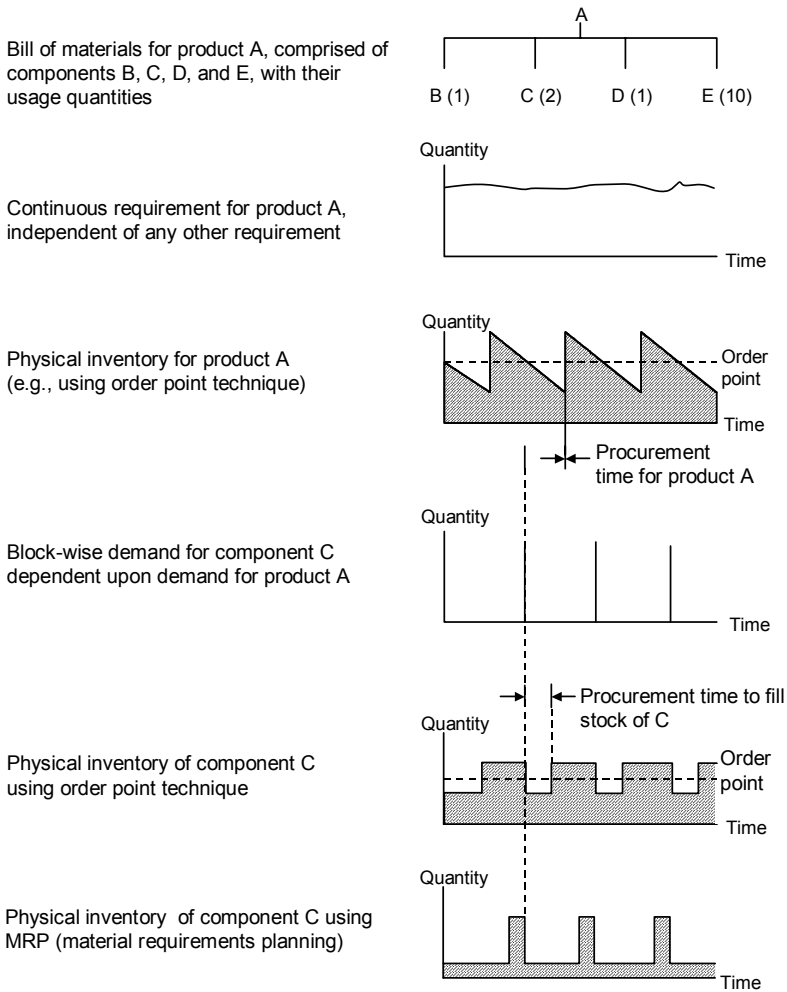 A
Bill of materials for product A, comprised of
components B, C, D, and E, with their
usage quantities
B (1) C (2) D (1) E (10)
Quantity
Continuous requirement for product A,
independent of any other requirement
Time
Quantity
Physical inventory for product A
(e.g., using order point technique)
Order
point
Time
Procurement
time for product A
Quantity
Block-wise demand for component C
dependent upon demand for product A
Time
Procurement time to fill
stock of C
Quantity
Physical inventory of component C
using order point technique
Order
point
Time
Quantity
Physical inventory of component C using
MRP (material requirements planning)
Time